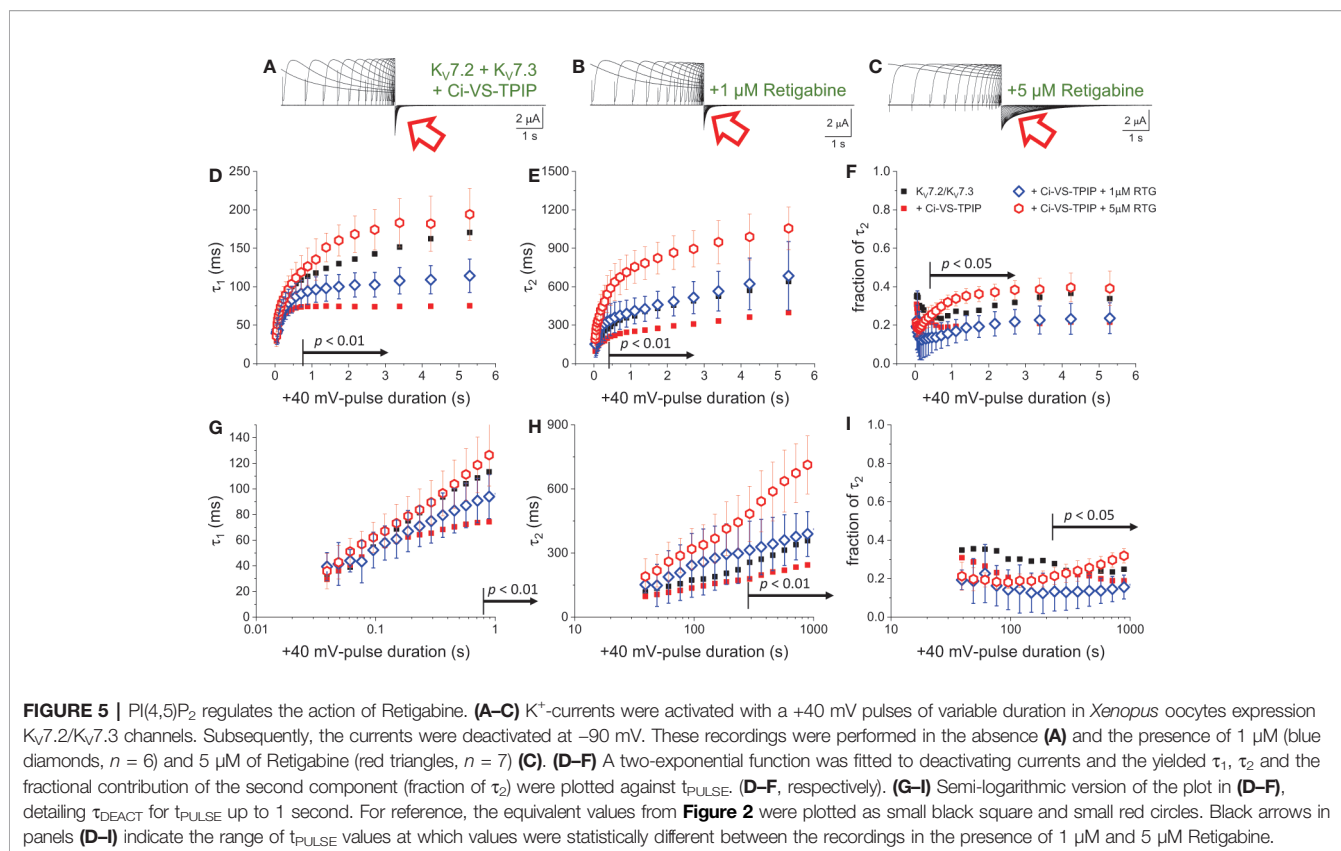 A
K_V7.2 + K_V7.3
+ Ci-VS-TPIP
2 µA
1 s
B
+1 µM Retigabine
2 µA
1 s
C
+5 µM Retigabine
2 µA
1 s
D
250
200
150
100
50
0
τ₁ (ms)
p < 0.01
0 1 2 3 4 5 6
+40 mV-pulse duration (s)
E
1500
1200
900
600
300
0
τ₂ (ms)
p < 0.01
0 1 2 3 4 5 6
+40 mV-pulse duration (s)
F
1.0
0.8
0.6
0.4
0.2
0.0
fraction of τ₂
K_V7.2/K_V7.3
+ Ci-VS-TPIP
+ Ci-VS-TPIP + 1µM RTG
+ Ci-VS-TPIP + 5µM RTG
p < 0.05
0 1 2 3 4 5 6
+40 mV-pulse duration (s)
G
140
120
100
80
60
40
20
0
τ₁ (ms)
p < 0.01
0.01 0.1 1
+40 mV-pulse duration (s)
H
900
600
300
0
τ₂ (ms)
p < 0.01
10 100 1000
+40 mV-pulse duration (s)
I
1.0
0.8
0.6
0.4
0.2
0.0
fraction of τ₂
p < 0.05
10 100 1000
+40 mV-pulse duration (s)
FIGURE 5 | PI(4,5)P₂ regulates the action of Retigabine. (A–C) K⁺-currents were activated with a +40 mV pulses of variable duration in Xenopus oocytes expression
K_V7.2/K_V7.3 channels. Subsequently, the currents were deactivated at −90 mV. These recordings were performed in the absence (A) and the presence of 1 µM (blue
diamonds, n = 6) and 5 µM of Retigabine (red triangles, n = 7) (C). (D–F) A two-exponential function was fitted to deactivating currents and the yielded τ₁, τ₂ and the
fractional contribution of the second component (fraction of τ₂) were plotted against t_PULSE. (D–F, respectively). (G–I) Semi-logarithmic version of the plot in (D–F),
detailing τ_DEACT for t_PULSE up to 1 second. For reference, the equivalent values from Figure 2 were plotted as small black square and small red circles. Black arrows in
panels (D–I) indicate the range of t_PULSE values at which values were statistically different between the recordings in the presence of 1 µM and 5 µM Retigabine.